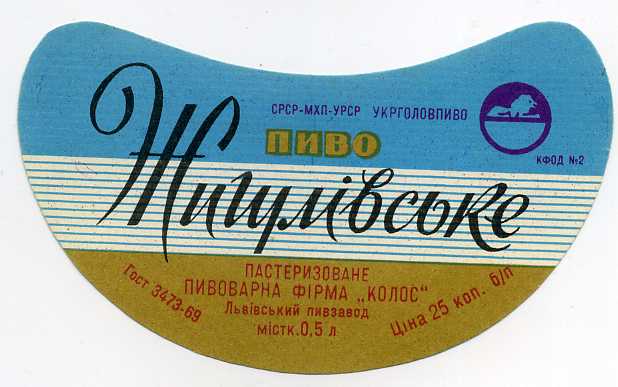 СРСР-МХП-УРСР УКРГОЛОВПИВО
ПИВО
КФОД №2
Жигулівське
ПАСТЕРИЗОВАНЕ
ПИВОВАРНА ФІРМА „КОЛОС"
Львівський пивзавод
містк. 0,5 л
Гост 3473-69
Ціна 25 коп. б/п